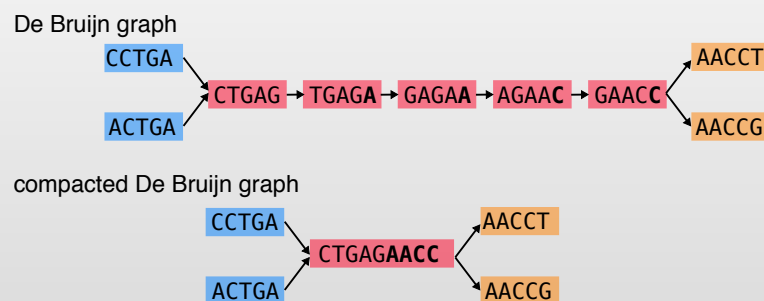 De Bruijn graph
CCTGA
AACCT
CTGAG TGAGA GAGAA AGAAC GAACC
ACTGA
AACCG
compacted De Bruijn graph
CCTGA AACCT
CTGAGAACC
ACTGA AACCG